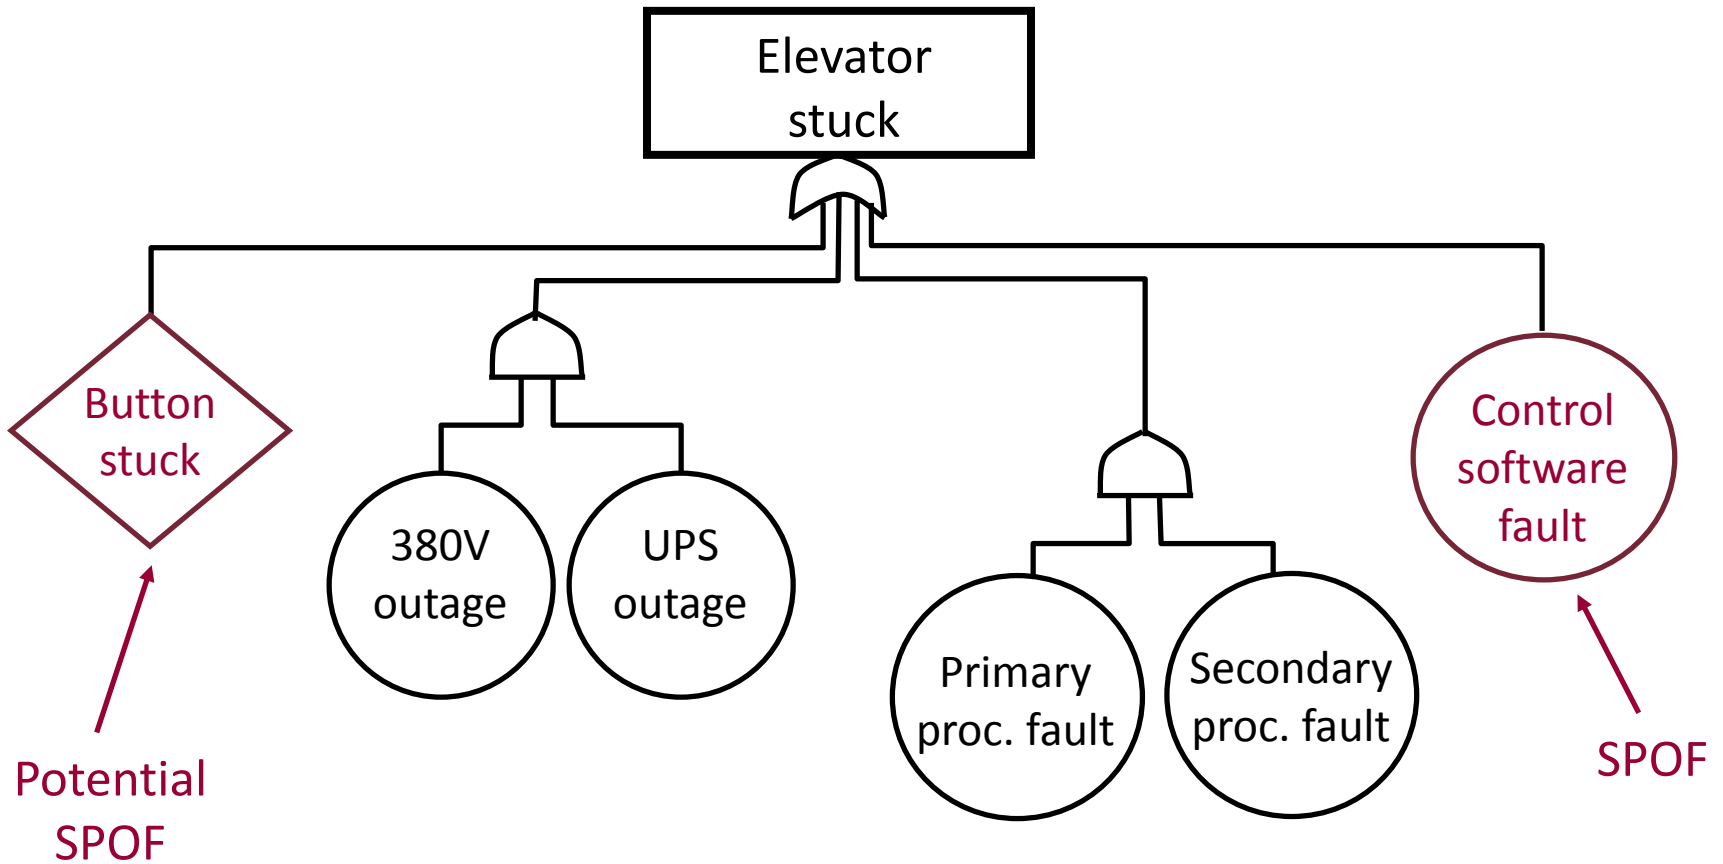 Elevator
stuck
Button
stuck
380V
outage
UPS
outage
Primary
proc. fault
Secondary
proc. fault
Control
software
fault
Potential
SPOF
SPOF